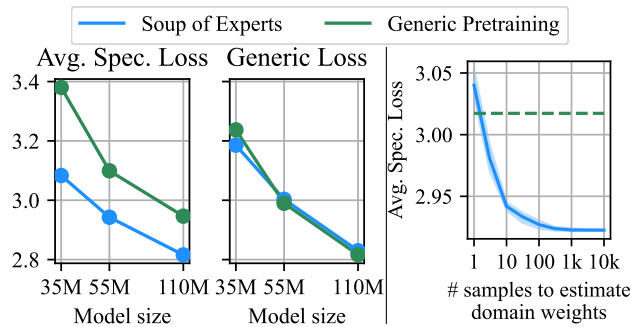 Soup of Experts
Generic Pretraining
Avg. Spec. Loss
Generic Loss
3.4
3.2
3.0
2.8
35M 55M 110M
Model size
35M 55M 110M
Model size
Avg. Spec. Loss
3.05
3.00
2.95
1 10 100 1k 10k
# samples to estimate
domain weights